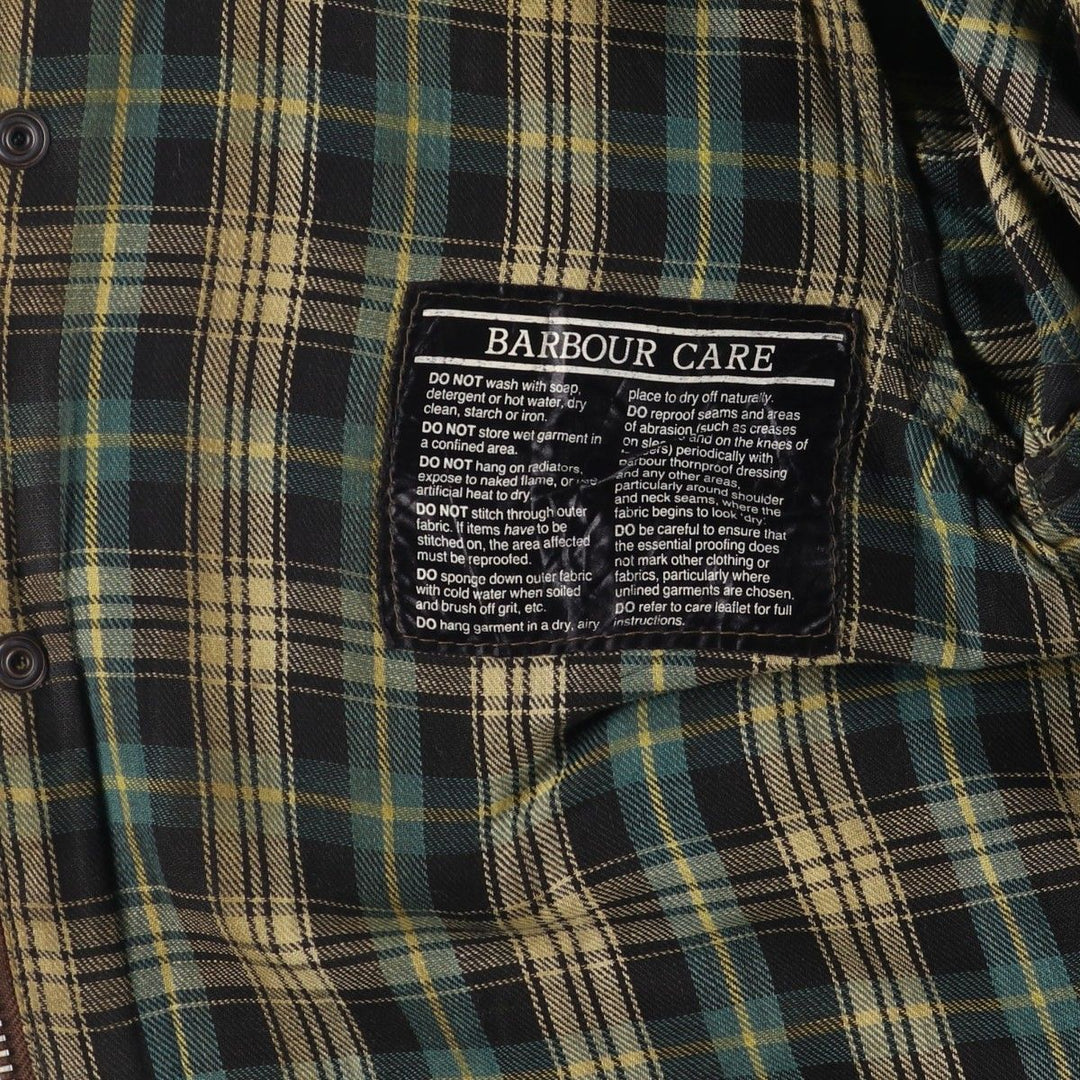 BARBOUR CARE
DO NOT wash with soap,
detergent or hot water, dry
clean, starch or iron.
DO NOT store wet garment in
a confined area.
DO NOT hang on radiators,
expose to naked flame, or
artificial heat to dry.
DO NOT stitch through outer
fabric. If items have to be
stitched on, the area affected
must be reproofed.
DO sponge down outer fabric
with cold water when soiled
and brush off grit, etc.
DO hang garment in a dry, airy
place to dry off naturally.
DO reproof seams and areas
of abrasion (such as creases
on and on the knees of
periodically with
Barbour thornproof dressing
and any other areas,
particularly around shoulder
and neck seams, where the
fabric begins to look 'dry'.
DO be careful to ensure that
the essential proofing does
not mark other clothing or
fabrics, particularly where
unlined garments are chosen.
DO refer to care leaflet for full
instructions.